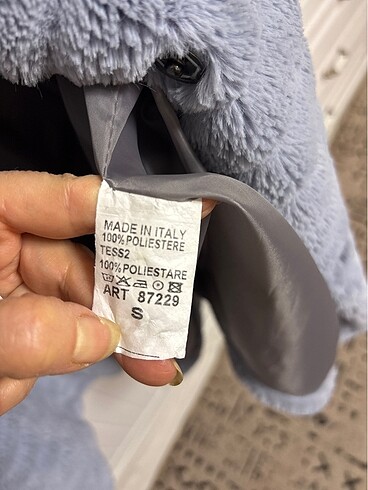 MADE IN ITALY
100% POLIESTERE
TESS2
100% POLIESTARE
ART 87229
S